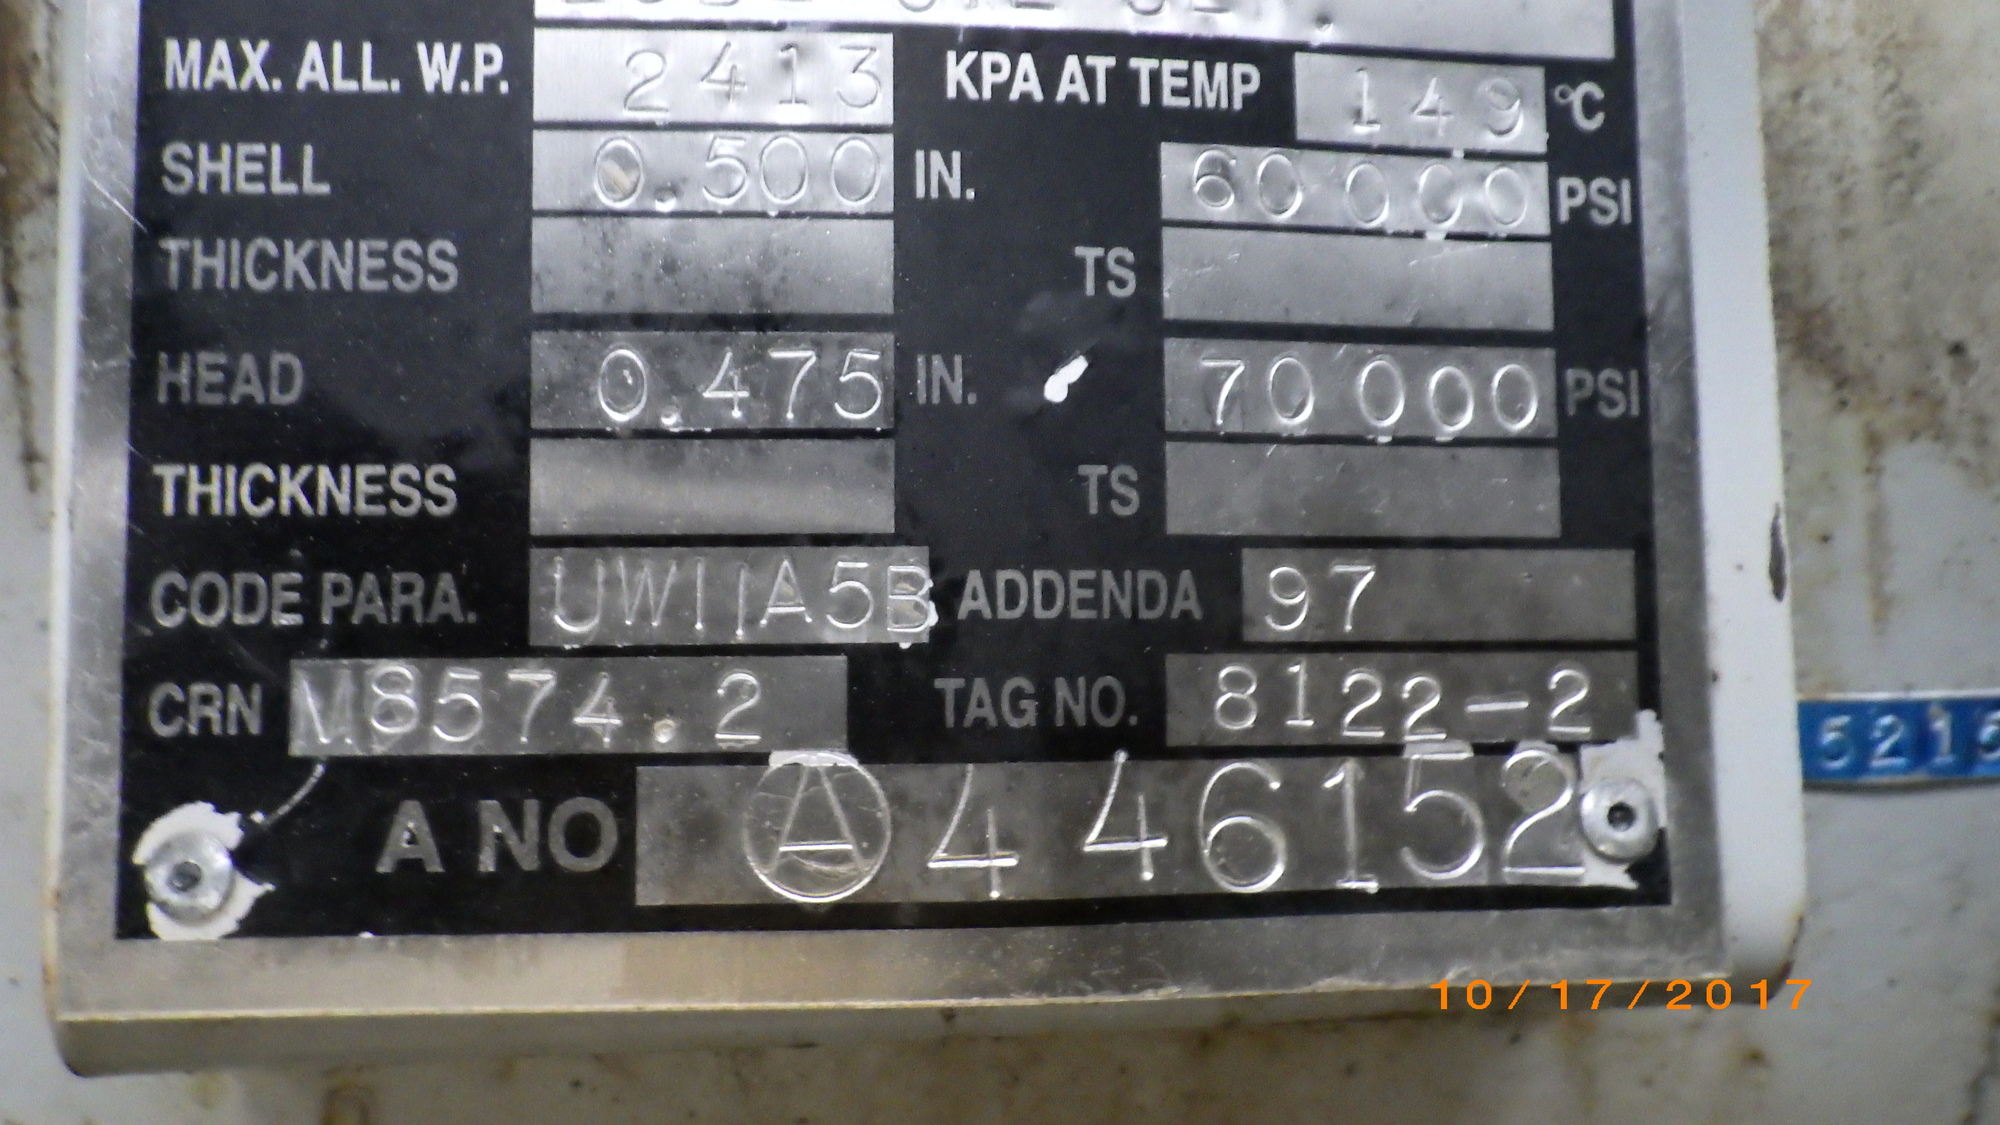 MAX. ALL. W.P. 2413 KPA AT TEMP 149 °C
SHELL 0.500 IN. 60000 PSI
THICKNESS TS
HEAD 0.475 IN. 70000 PSI
THICKNESS TS
CODE PARA. UW11A5B ADDENDA 97
CRN M8574.2 TAG NO. 8122-2
5215
A NO A 446152
10/17/2017